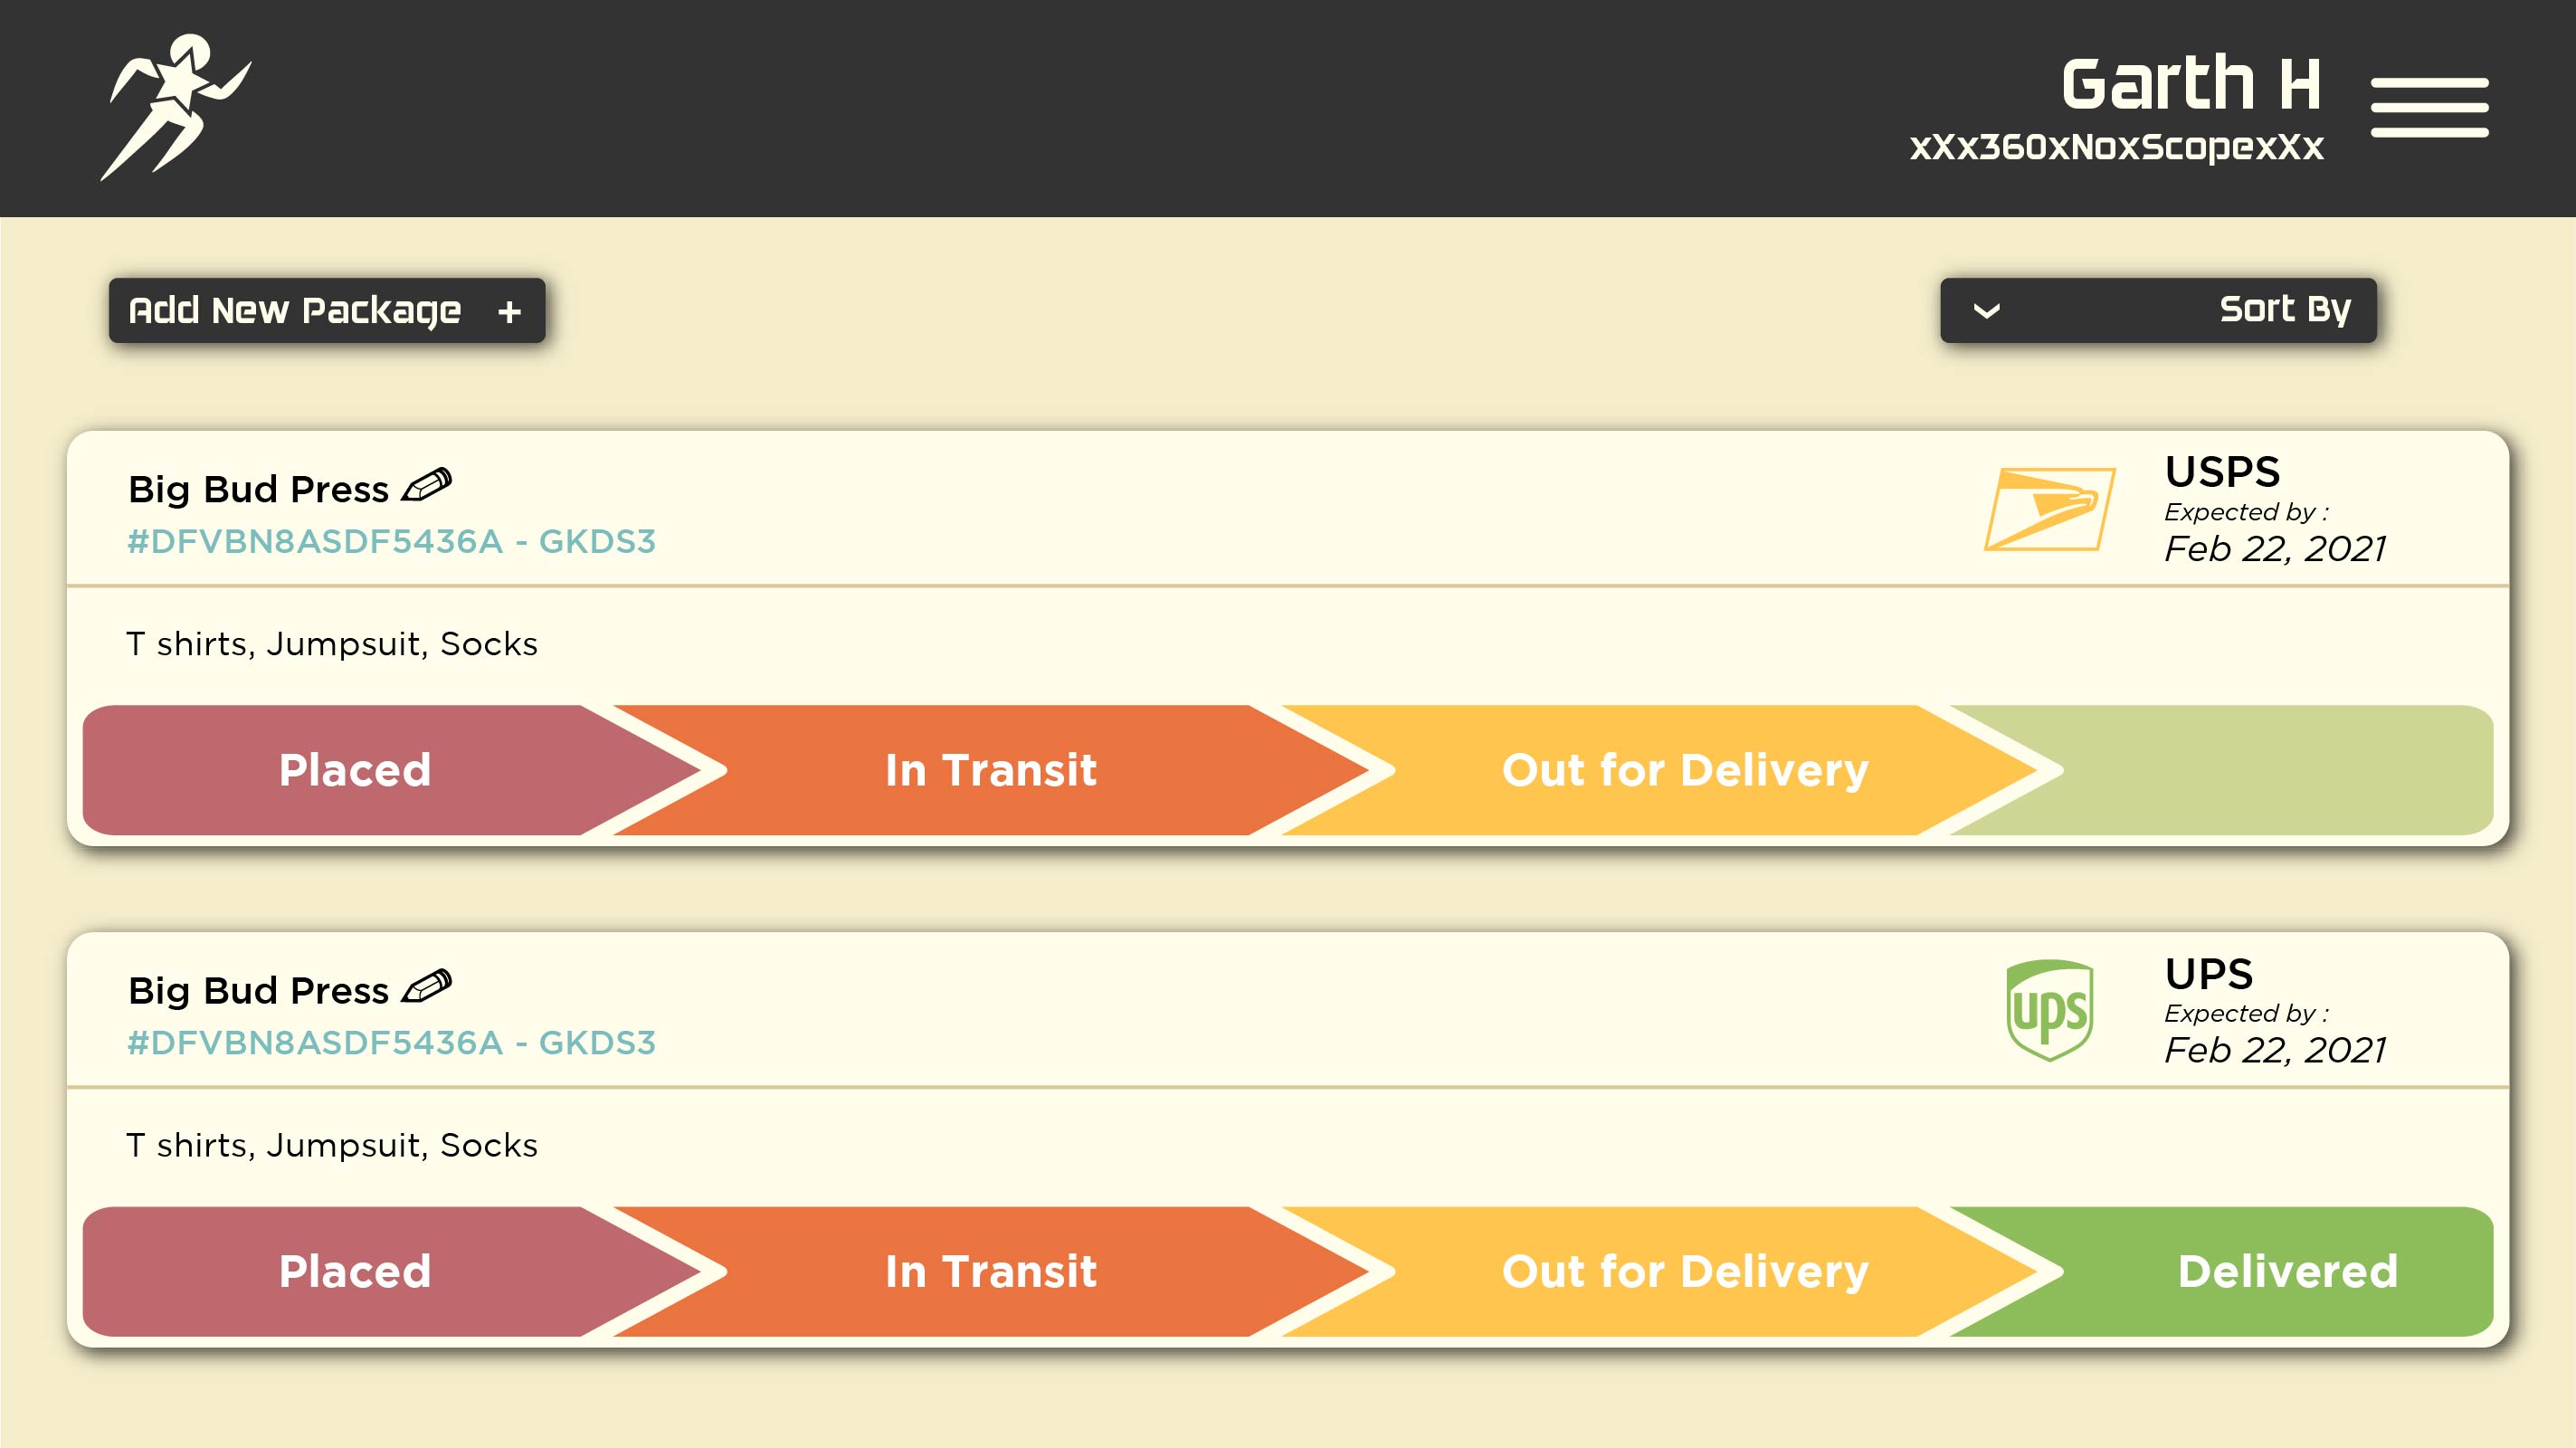 Garth H
xXx360xNoxScopexXx
Add New Package +
Sort By
Big Bud Press
#DFVBN8ASDF5436A - GKDS3
USPS
Expected by :
Feb 22, 2021
T shirts, Jumpsuit, Socks
Placed
In Transit
Out for Delivery
Big Bud Press
#DFVBN8ASDF5436A - GKDS3
ups
UPS
Expected by :
Feb 22, 2021
T shirts, Jumpsuit, Socks
Placed
In Transit
Out for Delivery
Delivered